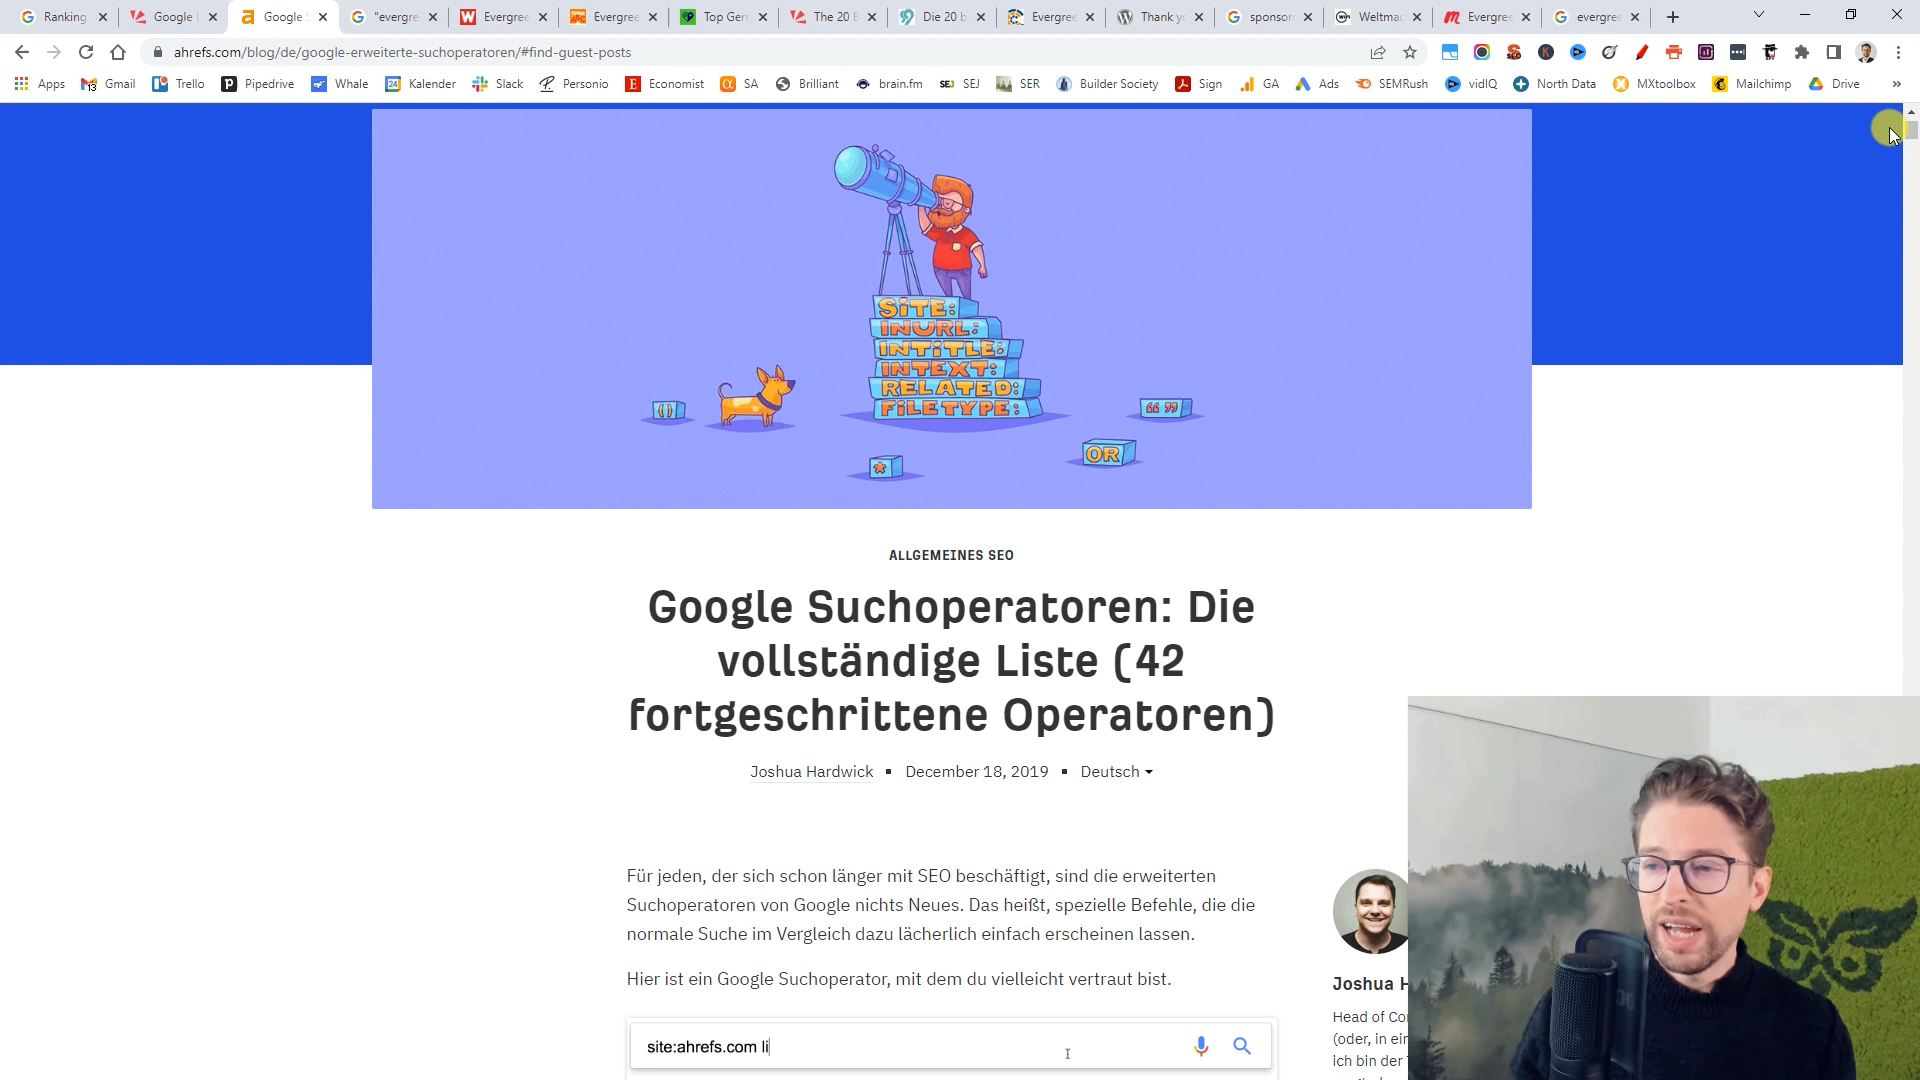 Ranking
Google
Google
"evergre
Evergree
Evergree
Top Ger
The 20
Die 20
Evergree
Thank y
sponsor
Weltma
Evergree
evergree
ahrefs.com/blog/de/google-erweiterte-suchoperatoren/#find-guest-posts
Apps Gmail Trello Pipedrive Whale Kalender Slack Personio Economist SA Brilliant brain.fm SEJ SER Builder Society Sign GA Ads SEMRush vidIQ North Data MXtoolbox Mailchimp Drive »
SITE:
INURL:
INTITLE:
INTEXT:
RELATED:
FILETYPE:
()
“ ”
OR
*
ALLGEMEINES SEO
Google Suchoperatoren: Die
vollständige Liste (42
fortgeschrittene Operatoren)
Joshua Hardwick ▪ December 18, 2019 ▪ Deutsch
Für jeden, der sich schon länger mit SEO beschäftigt, sind die erweiterten
Suchoperatoren von Google nichts Neues. Das heißt, spezielle Befehle, die die
normale Suche im Vergleich dazu lächerlich einfach erscheinen lassen.
Hier ist ein Google Suchoperator, mit dem du vielleicht vertraut bist.
site:ahrefs.com li
Joshua H
Head of Co
(oder, in ei
ich bin der